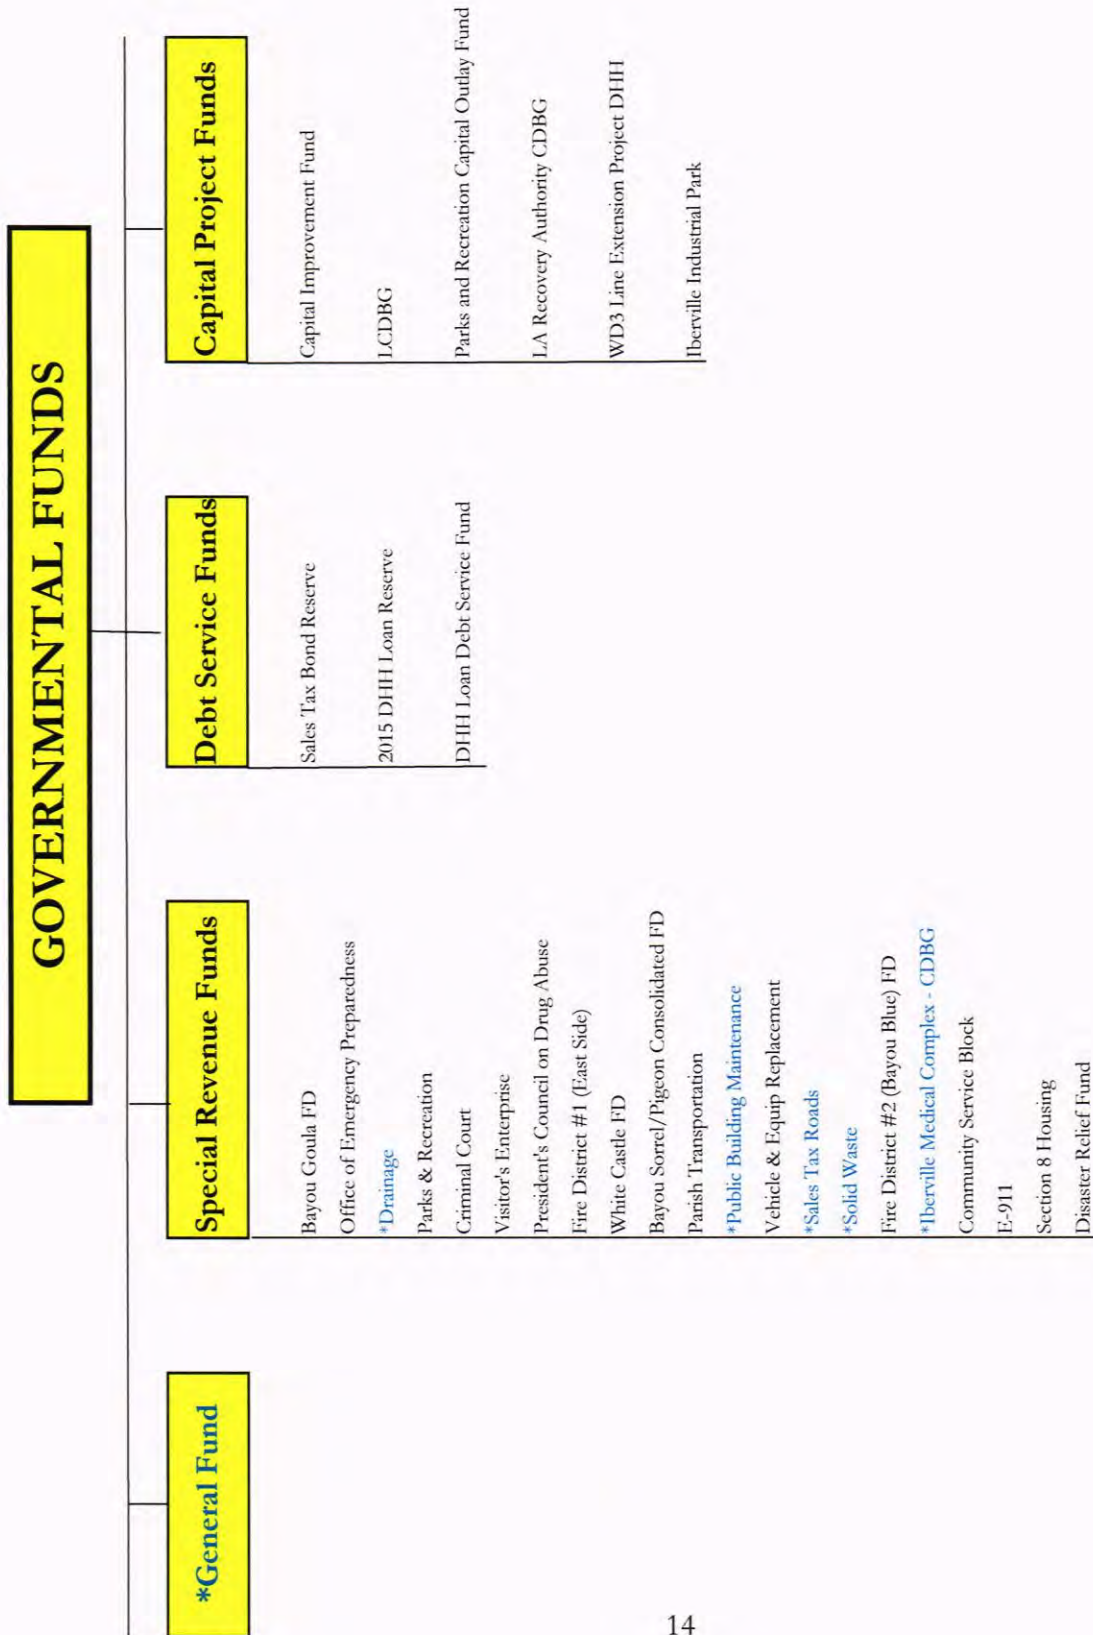 GOVERNMENTAL FUNDS
*General Fund
Special Revenue Funds
Bayou Goula FD
Office of Emergency Preparedness
*Drainage
Parks & Recreation
Criminal Court
Visitor's Enterprise
President's Council on Drug Abuse
Fire District #1 (East Side)
White Castle FD
Bayou Sorrel/Pigeon Consolidated FD
Parish Transportation
*Public Building Maintenance
Vehicle & Equip Replacement
*Sales Tax Roads
*Solid Waste
Fire District #2 (Bayou Blue) FD
*Iberville Medical Complex - CDBG
Community Service Block
E-911
Section 8 Housing
Disaster Relief Fund
Debt Service Funds
Sales Tax Bond Reserve
2015 DHH Loan Reserve
DHH Loan Debt Service Fund
Capital Project Funds
Capital Improvement Fund
LCDBG
Parks and Recreation Capital Outlay Fund
LA Recovery Authority CDBG
WD3 Line Extension Project DHH
Iberville Industrial Park
14